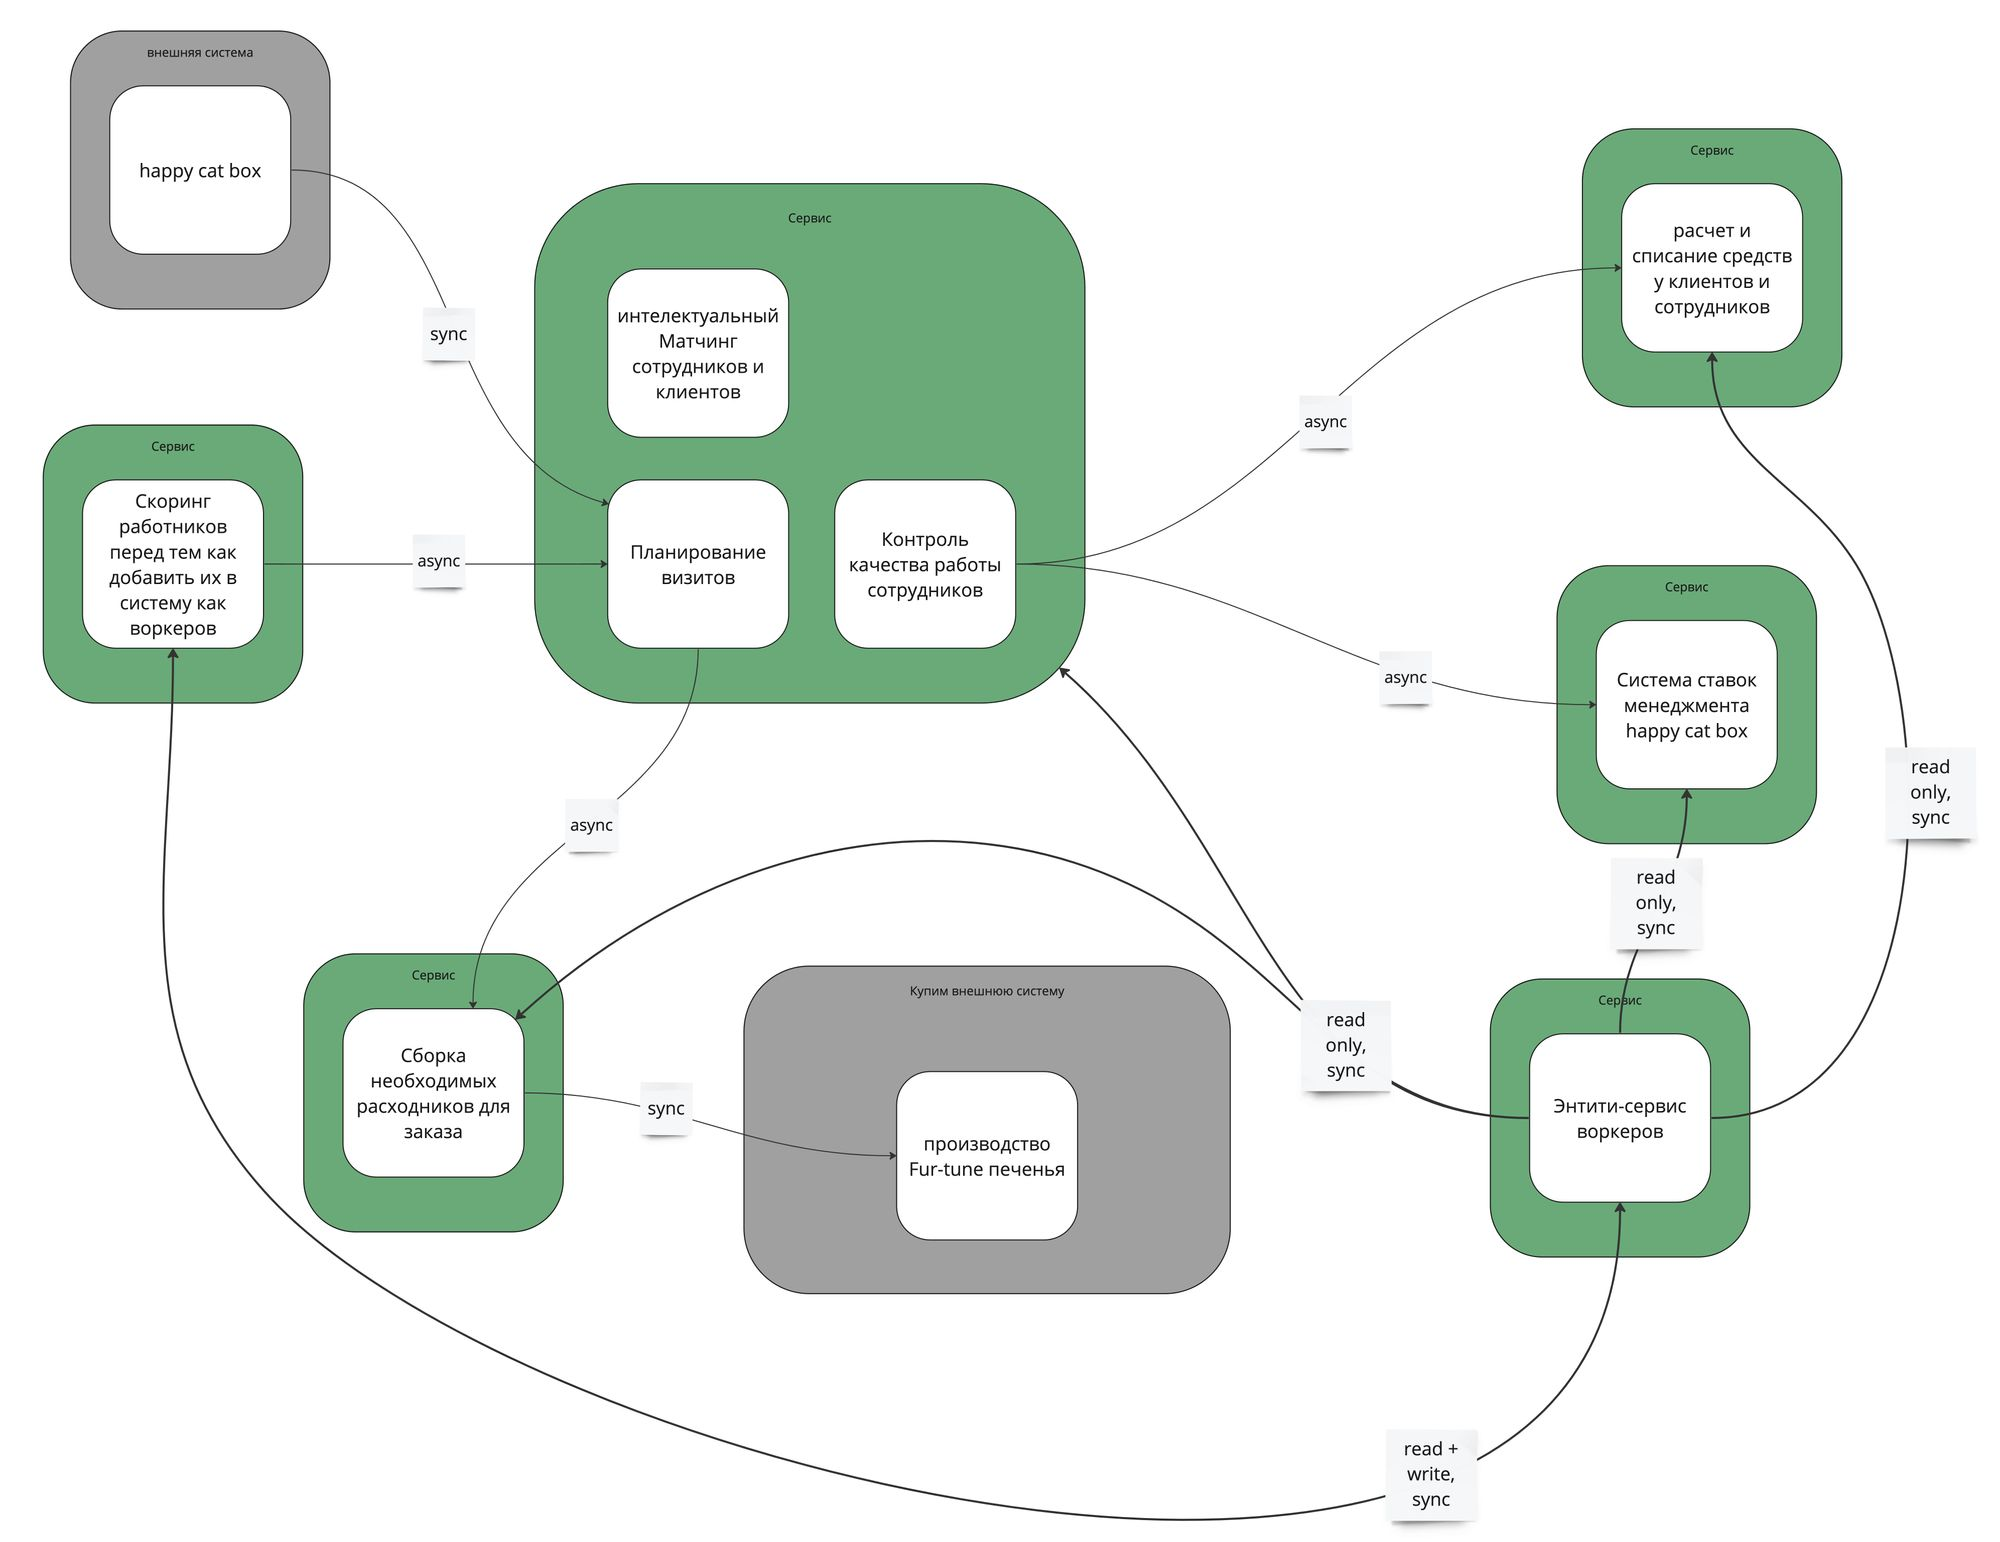 внешняя система
happy cat box
sync
Сервис
интелектуальный
Матчинг
сотрудников и
клиентов
Планирование
визитов
Контроль
качества работы
сотрудников
Сервис
расчет и
списание средств
у клиентов и
сотрудников
async
Сервис
Скоринг
работников
перед тем как
добавить их в
систему как
воркеров
async
Сервис
Система ставок
менеджмента
happy cat box
async
read
only,
sync
async
read
only,
sync
Сервис
Сборка
необходимых
расходников для
заказа
sync
Купим внешнюю систему
производство
Fur-tune печенья
read
only,
sync
Сервис
Энтити-сервис
воркеров
read +
write,
sync